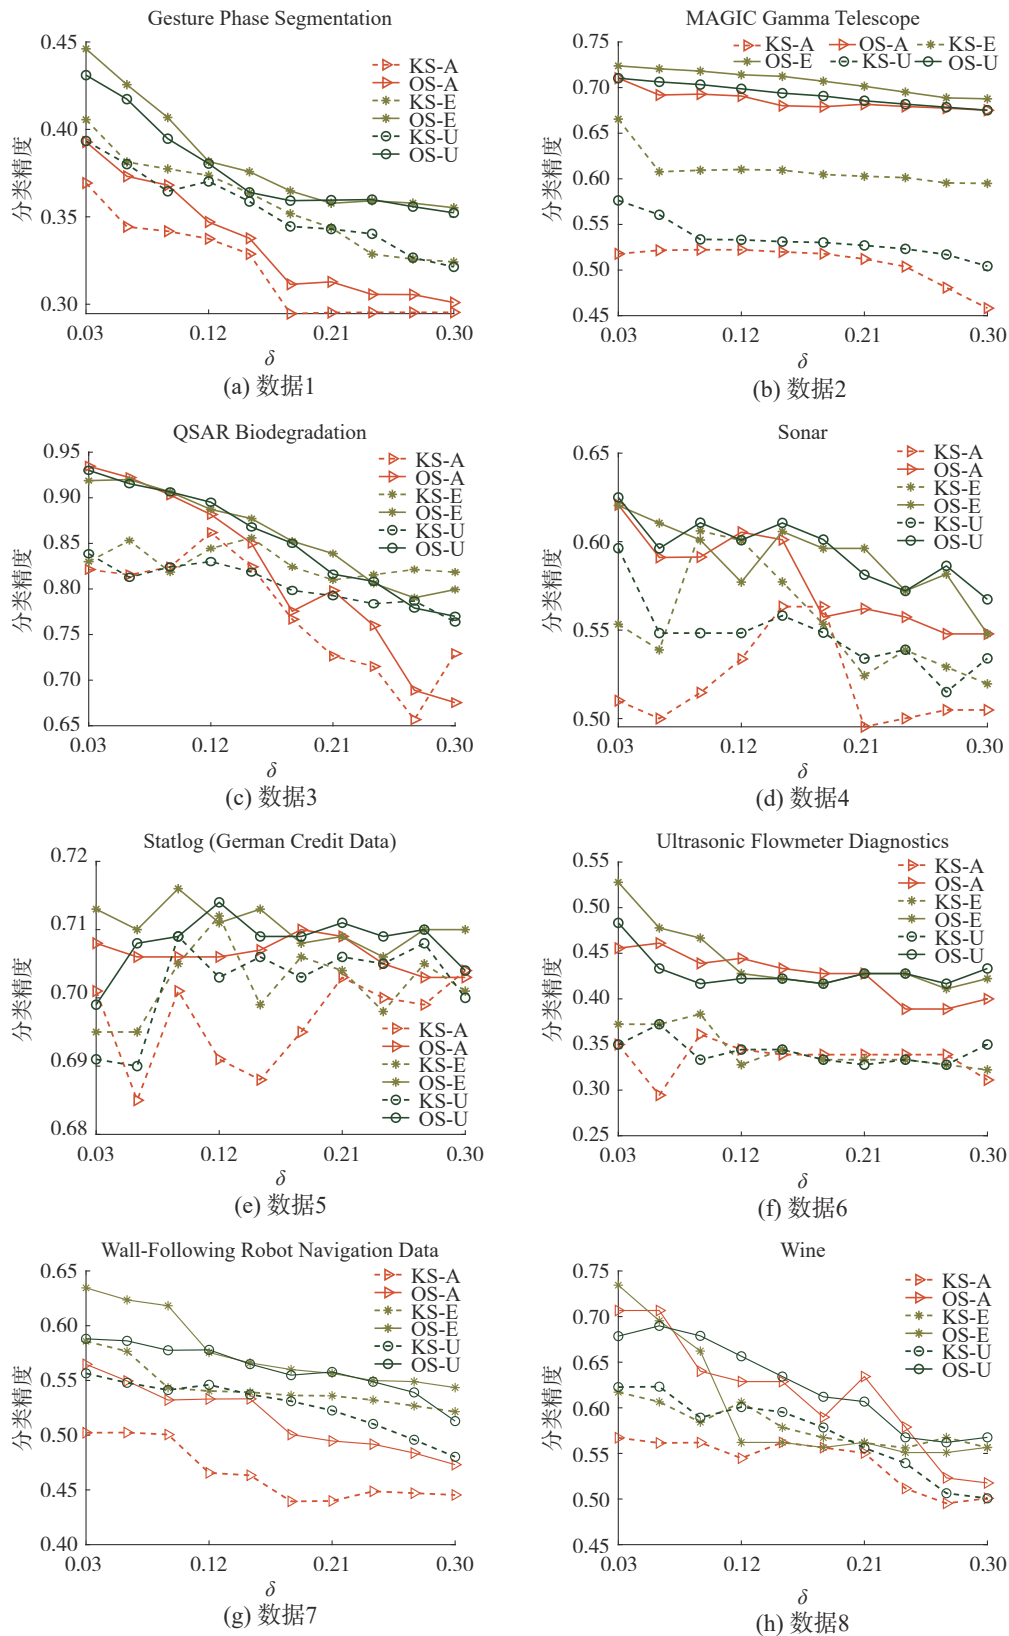 Gesture Phase Segmentation
0.45
0.40
0.35
0.30
分类精度
KS-A
OS-A
KS-E
OS-E
KS-U
OS-U
0.03 0.12 0.21 0.30
δ
(a) 数据1
MAGIC Gamma Telescope
0.75
0.70
0.65
0.60
0.55
0.50
0.45
分类精度
KS-A OS-A KS-E
OS-E KS-U OS-U
0.03 0.12 0.21 0.30
δ
(b) 数据2
QSAR Biodegradation
0.95
0.90
0.85
0.80
0.75
0.70
0.65
分类精度
KS-A
OS-A
KS-E
OS-E
KS-U
OS-U
0.03 0.12 0.21 0.30
δ
(c) 数据3
Sonar
0.65
0.60
0.55
0.50
分类精度
KS-A
OS-A
KS-E
OS-E
KS-U
OS-U
0.03 0.12 0.21 0.30
δ
(d) 数据4
Statlog (German Credit Data)
0.72
0.71
0.70
0.69
0.68
分类精度
KS-A
OS-A
KS-E
OS-E
KS-U
OS-U
0.03 0.12 0.21 0.30
δ
(e) 数据5
Ultrasonic Flowmeter Diagnostics
0.55
0.50
0.45
0.40
0.35
0.30
0.25
分类精度
KS-A
OS-A
KS-E
OS-E
KS-U
OS-U
0.03 0.12 0.21 0.30
δ
(f) 数据6
Wall-Following Robot Navigation Data
0.65
0.60
0.55
0.50
0.45
0.40
分类精度
KS-A
OS-A
KS-E
OS-E
KS-U
OS-U
0.03 0.12 0.21 0.30
δ
(g) 数据7
Wine
0.75
0.70
0.65
0.60
0.55
0.50
0.45
分类精度
KS-A
OS-A
KS-E
OS-E
KS-U
OS-U
0.03 0.12 0.21 0.30
δ
(h) 数据8